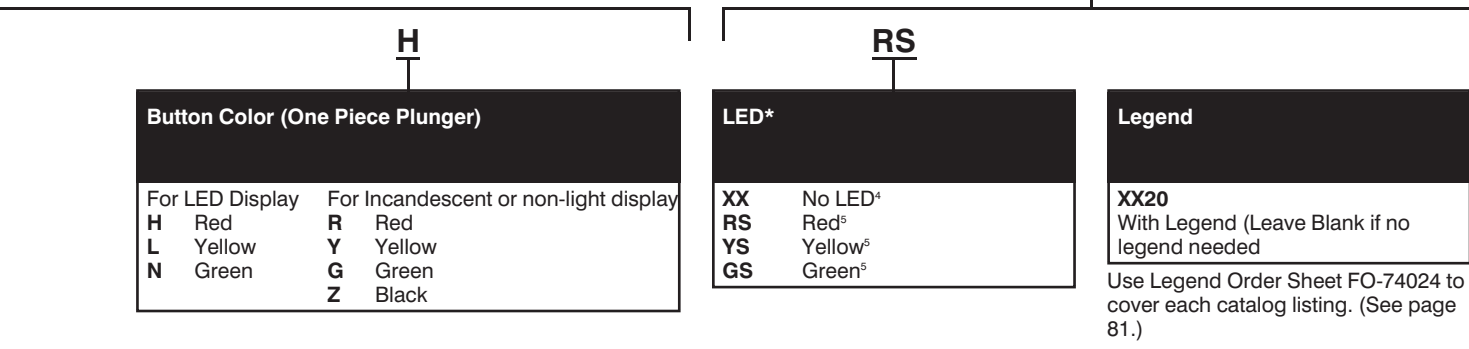 H
RS
Button Color (One Piece Plunger)
For LED Display For Incandescent or non-light display
H Red R Red
L Yellow Y Yellow
N Green G Green
Z Black
LED*
XX No LED⁴
RS Red⁵
YS Yellow⁵
GS Green⁵
Legend
XX20
With Legend (Leave Blank if no
legend needed
Use Legend Order Sheet FO-74024 to
cover each catalog listing. (See page
81.)